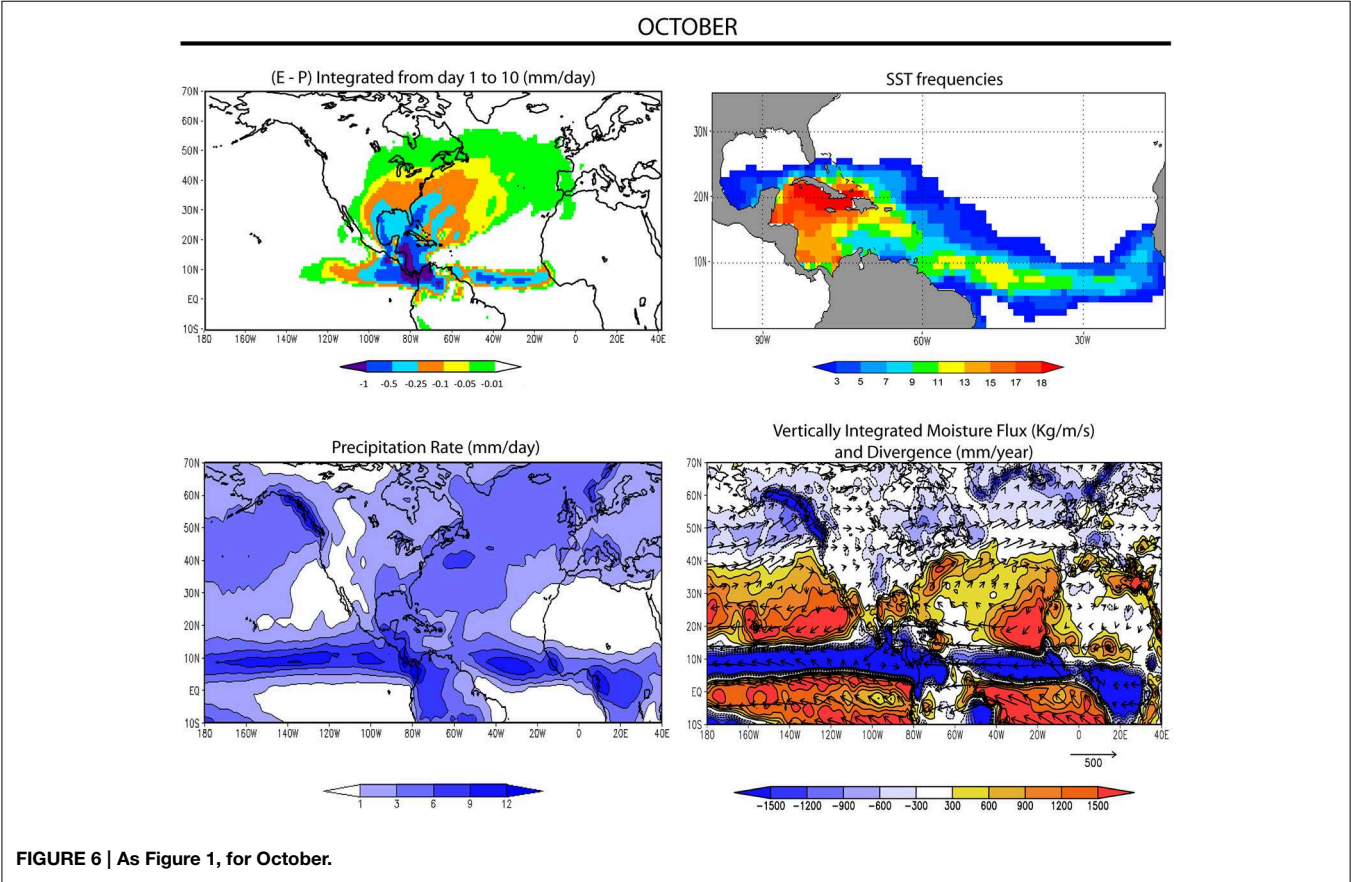 OCTOBER
(E - P) Integrated from day 1 to 10 (mm/day)
70N
60N
50N
40N
30N
20N
10N
EQ
10S
180 160W 140W 120W 100W 80W 60W 40W 20W 0 20E 40E
-1 -0.5 -0.25 -0.1 -0.05 -0.01
SST frequencies
30N
20N
10N
90W 60W 30W
3 5 7 9 11 13 15 17 18
Precipitation Rate (mm/day)
70N
60N
50N
40N
30N
20N
10N
EQ
10S
180 160W 140W 120W 100W 80W 60W 40W 20W 0 20E 40E
1 3 6 9 12
Vertically Integrated Moisture Flux (Kg/m/s)
and Divergence (mm/year)
70N
60N
50N
40N
30N
20N
10N
EQ
10S
180 160W 140W 120W 100W 80W 60W 40W 20W 0 20E 40E
500
-1500 -1200 -900 -600 -300 300 600 900 1200 1500
FIGURE 6 | As Figure 1, for October.